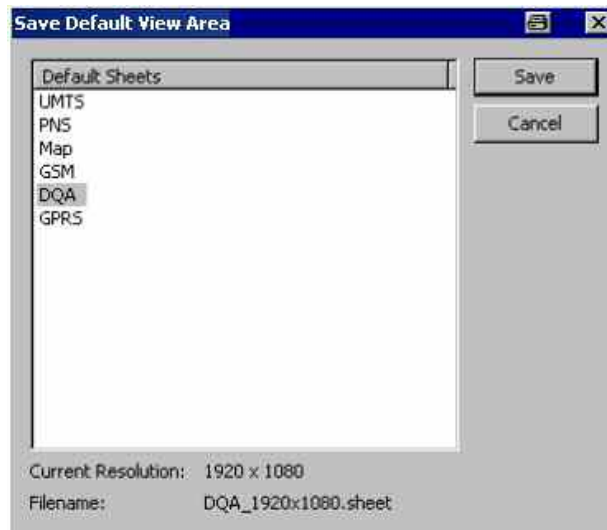 Save Default View Area
Default Sheets
Save
UMTS
PNS
Cancel
Map
GSM
DQA
GPRS
Current Resolution: 1920 x 1080
Filename: DQA_1920x1080.sheet